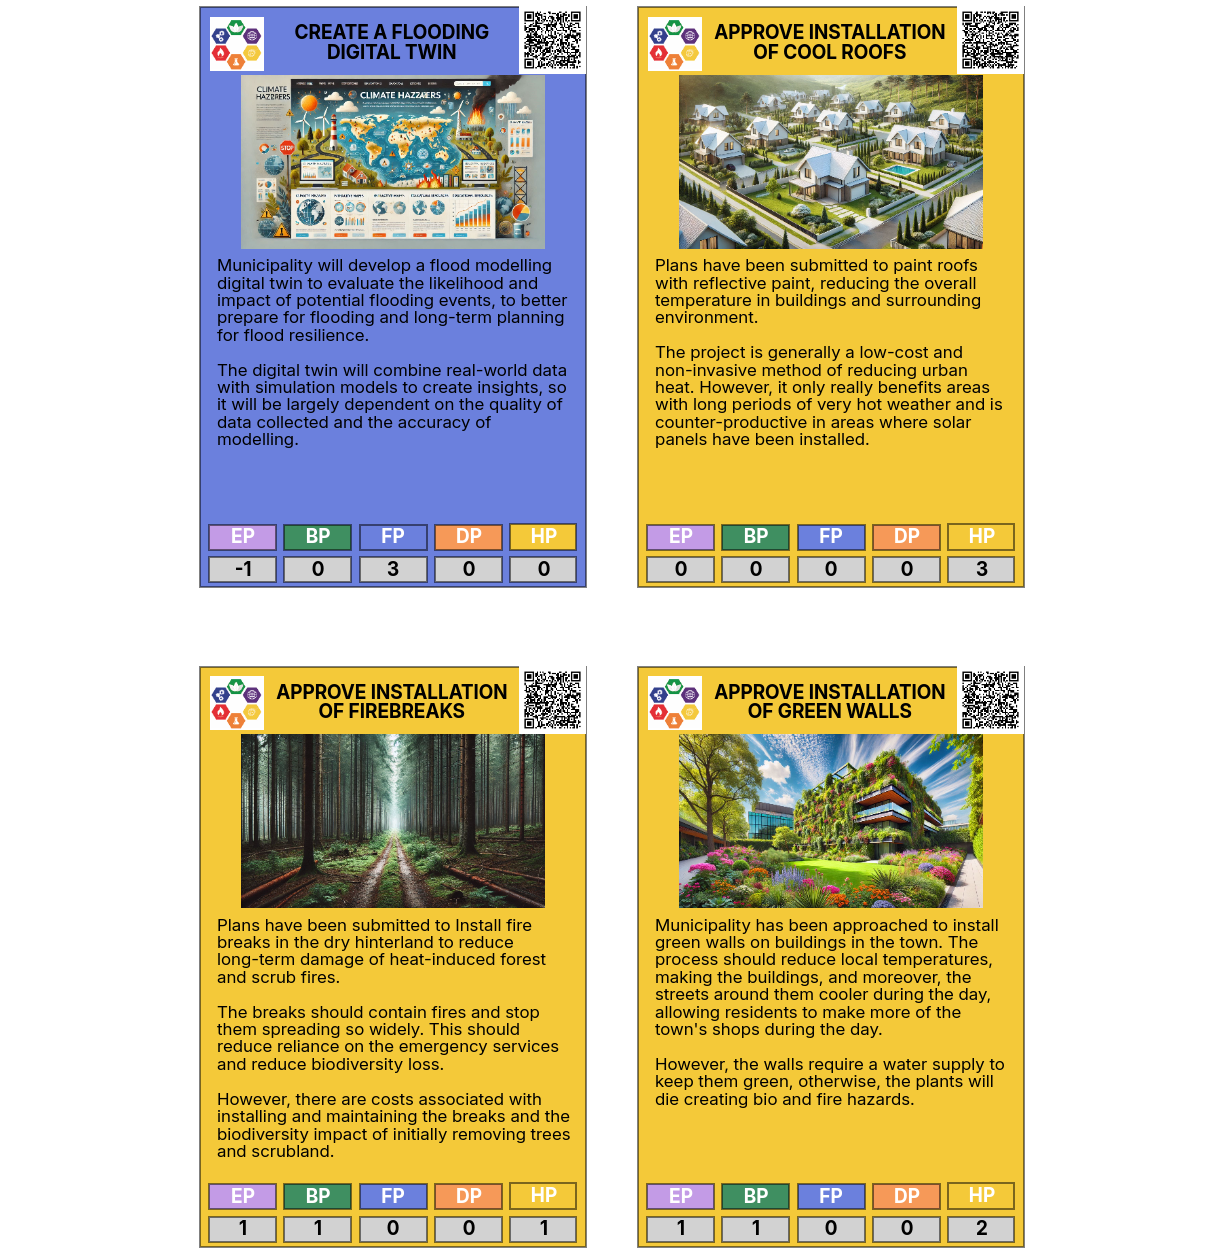 CREATE A FLOODING
DIGITAL TWIN
CLIMATE
HAZZRERS
CLIMATE HAZZAERS
STOP
Municipality will develop a flood modelling
digital twin to evaluate the likelihood and
impact of potential flooding events, to better
prepare for flooding and long-term planning
for flood resilience.
The digital twin will combine real-world data
with simulation models to create insights, so
it will be largely dependent on the quality of
data collected and the accuracy of
modelling.
EP BP FP DP HP
-1 0 3 0 0
APPROVE INSTALLATION
OF COOL ROOFS
Plans have been submitted to paint roofs
with reflective paint, reducing the overall
temperature in buildings and surrounding
environment.
The project is generally a low-cost and
non-invasive method of reducing urban
heat. However, it only really benefits areas
with long periods of very hot weather and is
counter-productive in areas where solar
panels have been installed.
EP BP FP DP HP
0 0 0 0 3
APPROVE INSTALLATION
OF FIREBREAKS
Plans have been submitted to Install fire
breaks in the dry hinterland to reduce
long-term damage of heat-induced forest
and scrub fires.
The breaks should contain fires and stop
them spreading so widely. This should
reduce reliance on the emergency services
and reduce biodiversity loss.
However, there are costs associated with
installing and maintaining the breaks and the
biodiversity impact of initially removing trees
and scrubland.
EP BP FP DP HP
1 1 0 0 1
APPROVE INSTALLATION
OF GREEN WALLS
Municipality has been approached to install
green walls on buildings in the town. The
process should reduce local temperatures,
making the buildings, and moreover, the
streets around them cooler during the day,
allowing residents to make more of the
town's shops during the day.
However, the walls require a water supply to
keep them green, otherwise, the plants will
die creating bio and fire hazards.
EP BP FP DP HP
1 1 0 0 2